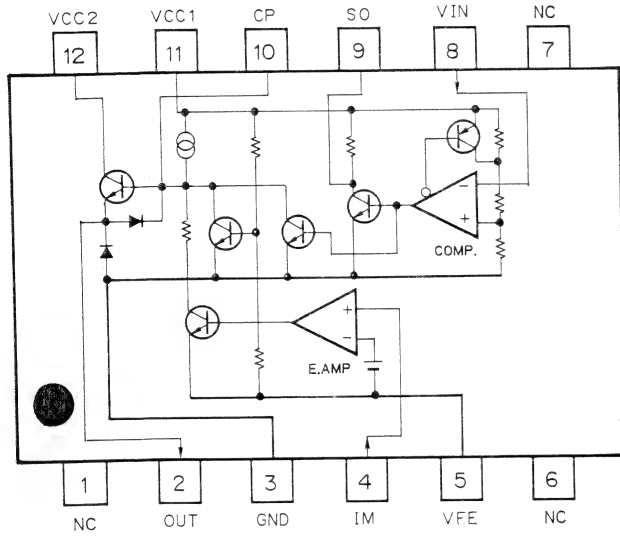 VCC2 VCC1 CP SO VIN NC
12 11 10 9 8 7
−
+
COMP.
+
−
E.AMP
1 2 3 4 5 6
NC OUT GND IM VFE NC